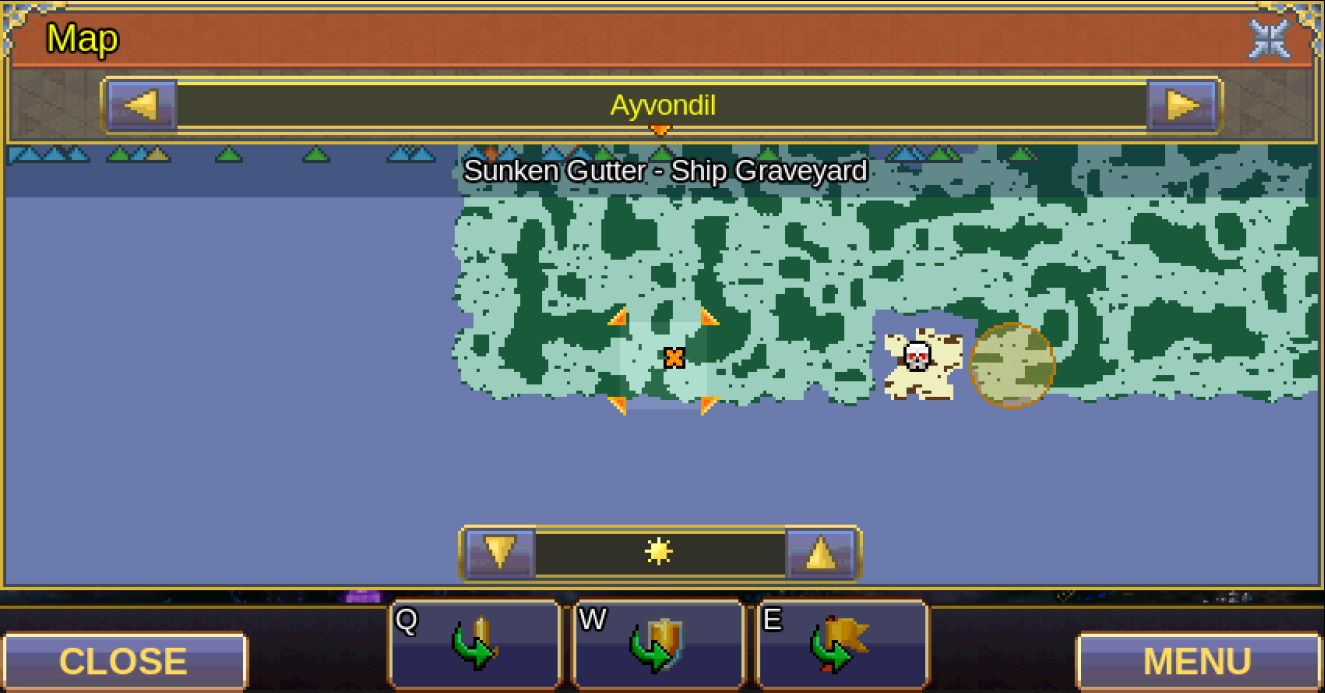 Map
Ayvondil
Sunken Gutter - Ship Graveyard
Q
W
E
CLOSE
MENU